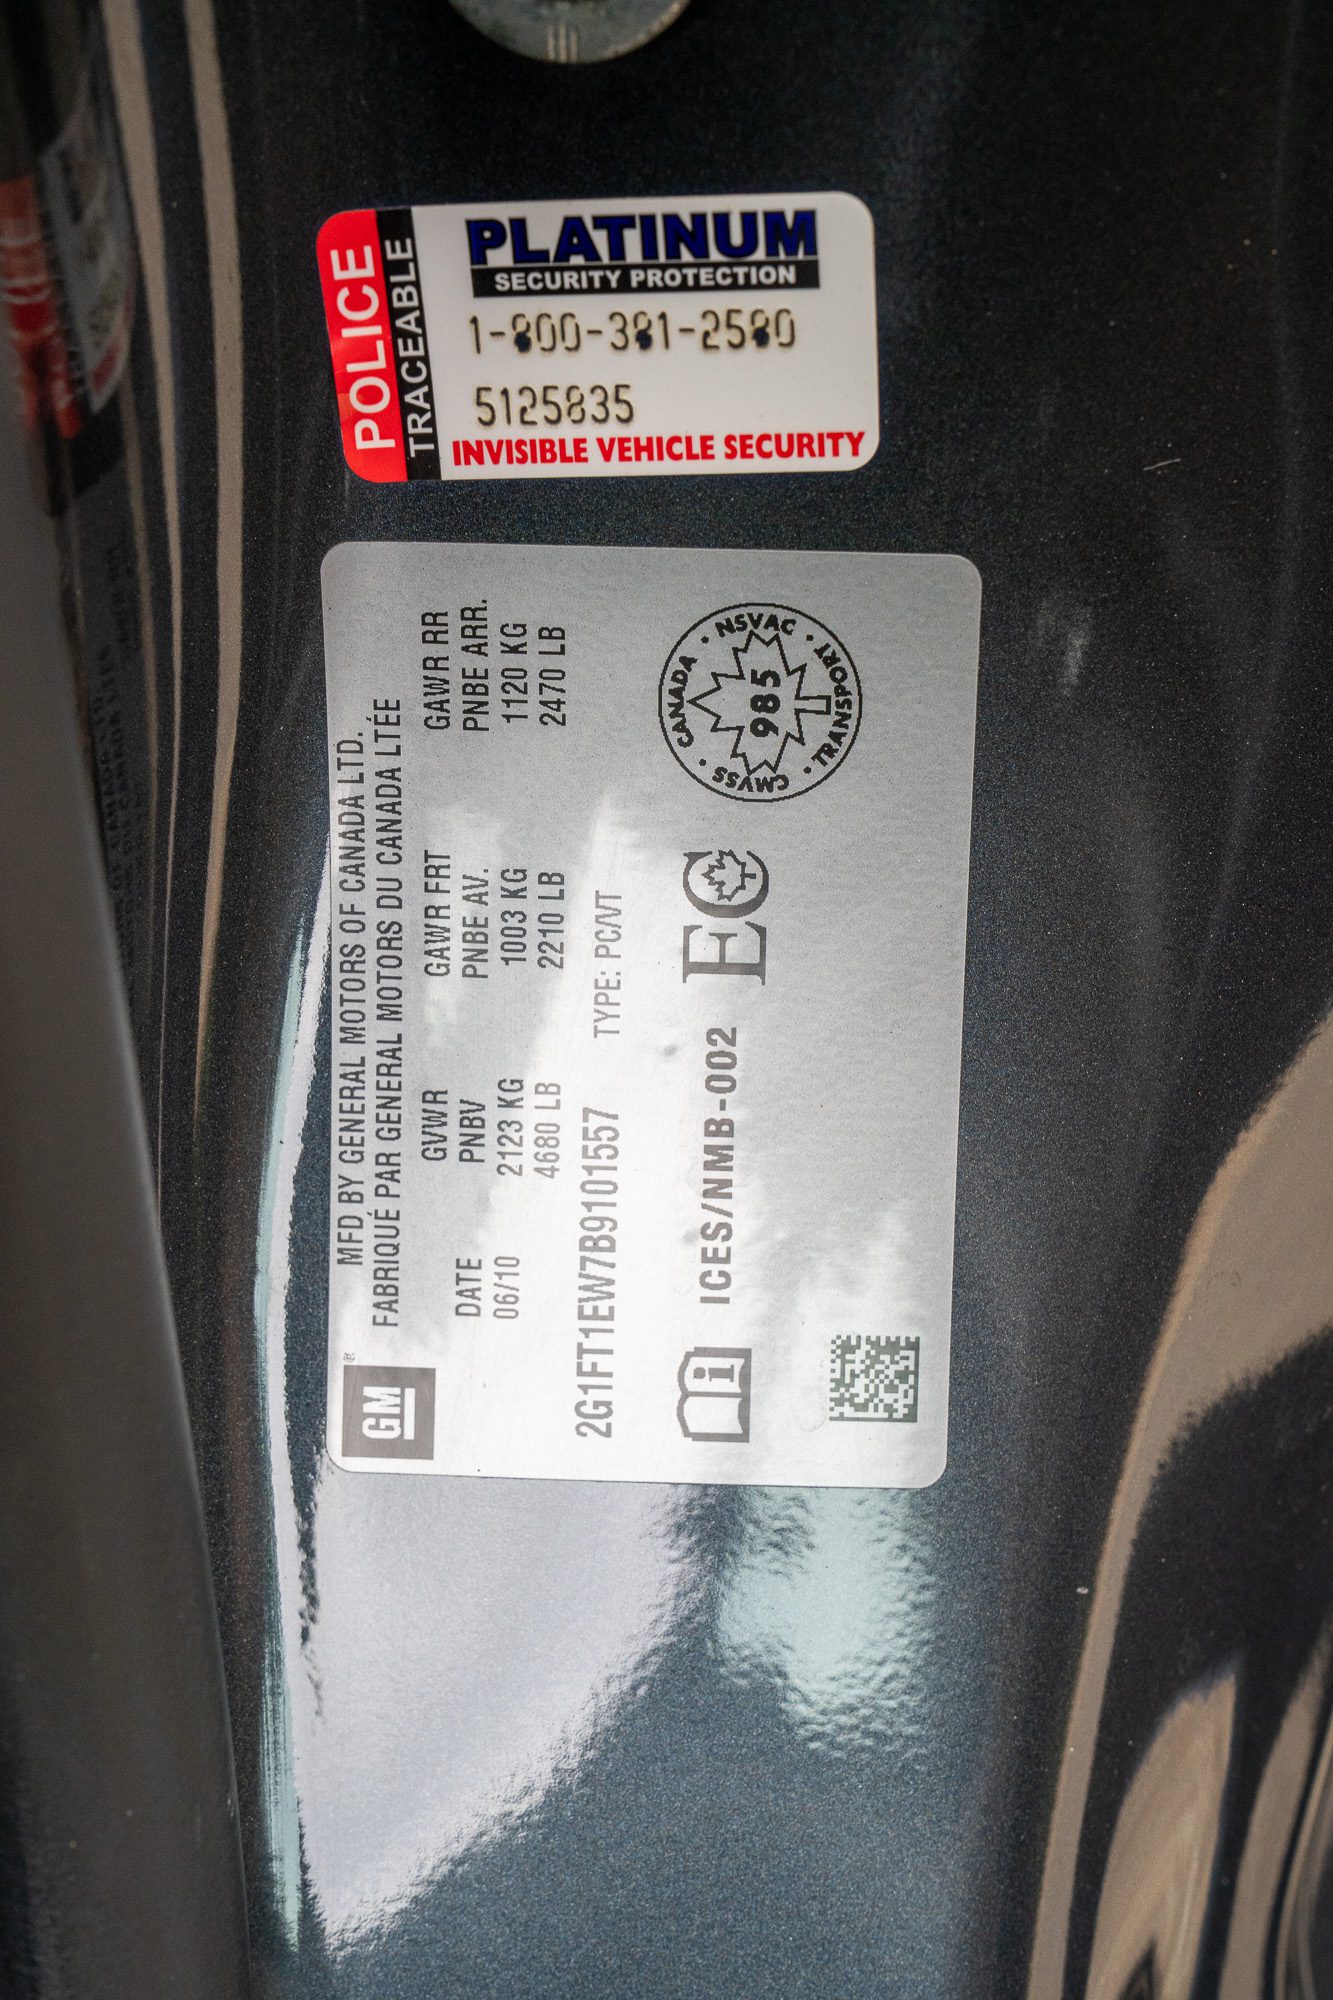 POLICE
TRACEABLE
PLATINUM
SECURITY PROTECTION
1-800-381-2580
5125835
INVISIBLE VEHICLE SECURITY
GM
®
MFD BY GENERAL MOTORS OF CANADA LTD.
FABRIQUÉ PAR GENERAL MOTORS DU CANADA LTÉE
DATE GVWR GAWR FRT GAWR RR
PNBV PNBE AV. PNBE ARR.
06/10 2123 KG 1003 KG 1120 KG
4680 LB 2210 LB 2470 LB
2G1FT1EW7B9101557 TYPE: PC/VT
i ICES/NMB-002 EC
CANADA · NSVAC · TRANSPORT · CMVSS ·
985